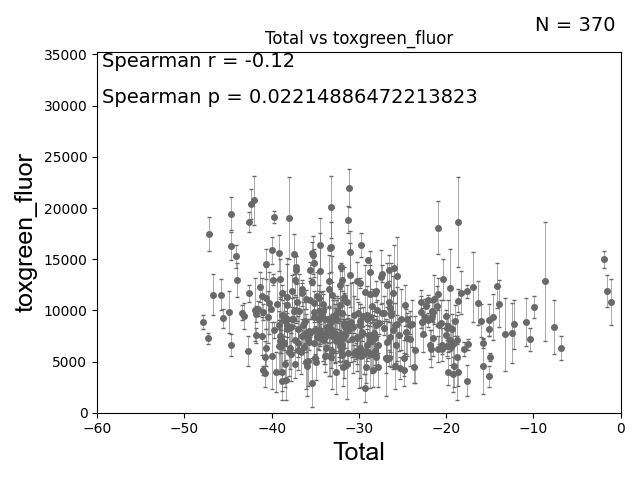 N = 370
Total vs toxgreen_fluor
Spearman r = -0.12
Spearman p = 0.02214886472213823
35000
30000
25000
20000
15000
10000
5000
0
toxgreen_fluor
−60
−50
−40
−30
−20
−10
0
Total